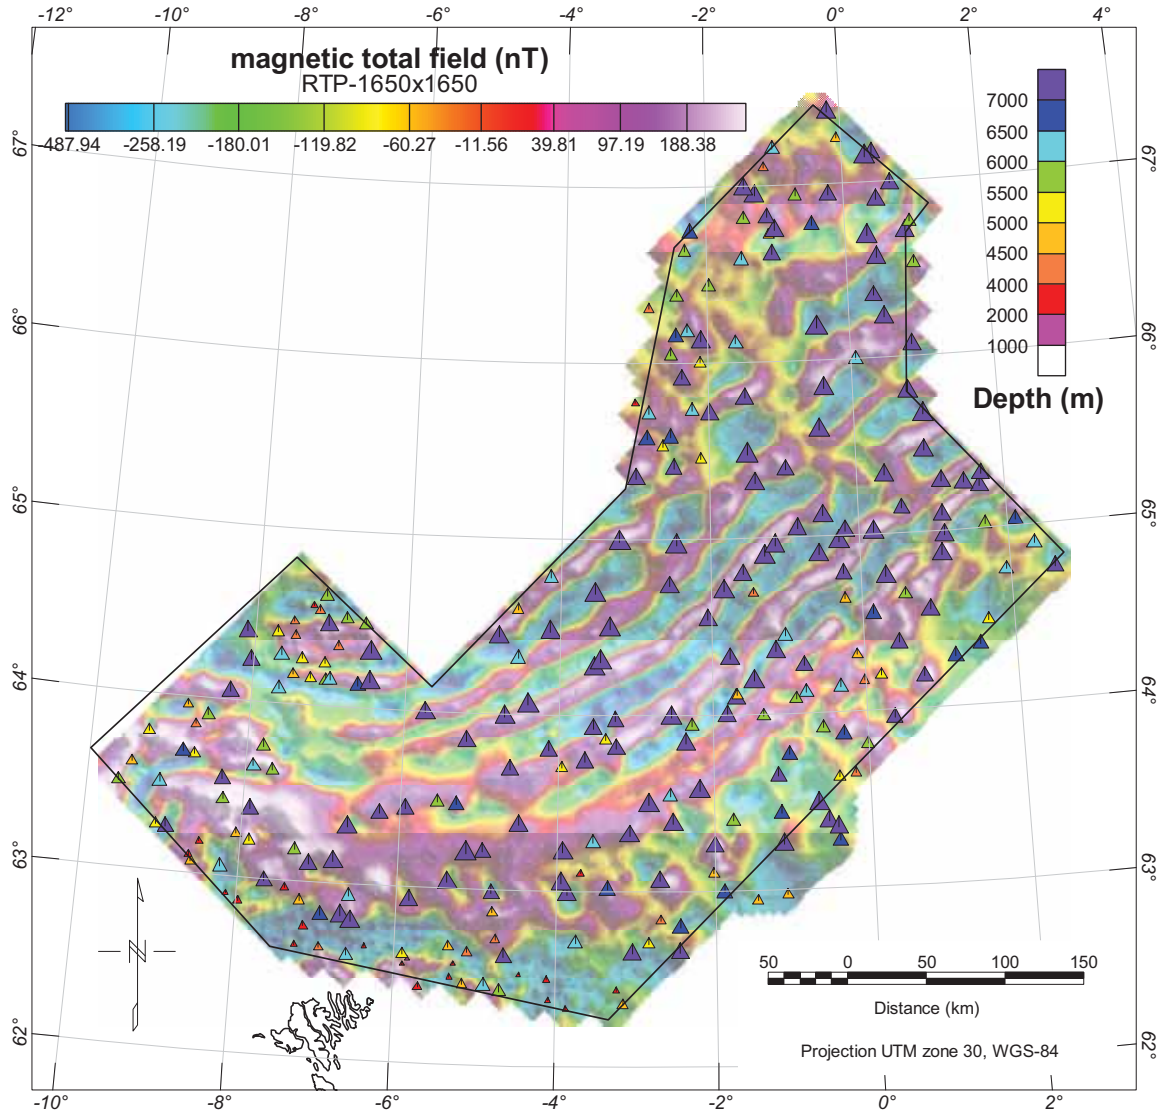 -12° -10° -8° -6° -4° -2° 0° 2° 4°
magnetic total field (nT)
RTP-1650x1650
-487.94 -258.19 -180.01 -119.82 -60.27 -11.56 39.81 97.19 188.38
7000
6500
6000
5500
5000
4500
4000
2000
1000
Depth (m)
67° 67°
66° 66°
65° 65°
64° 64°
63° 63°
62° 62°
N
50 0 50 100 150
Distance (km)
Projection UTM zone 30, WGS-84
-10° -8° -6° -4° -2° 0° 2°